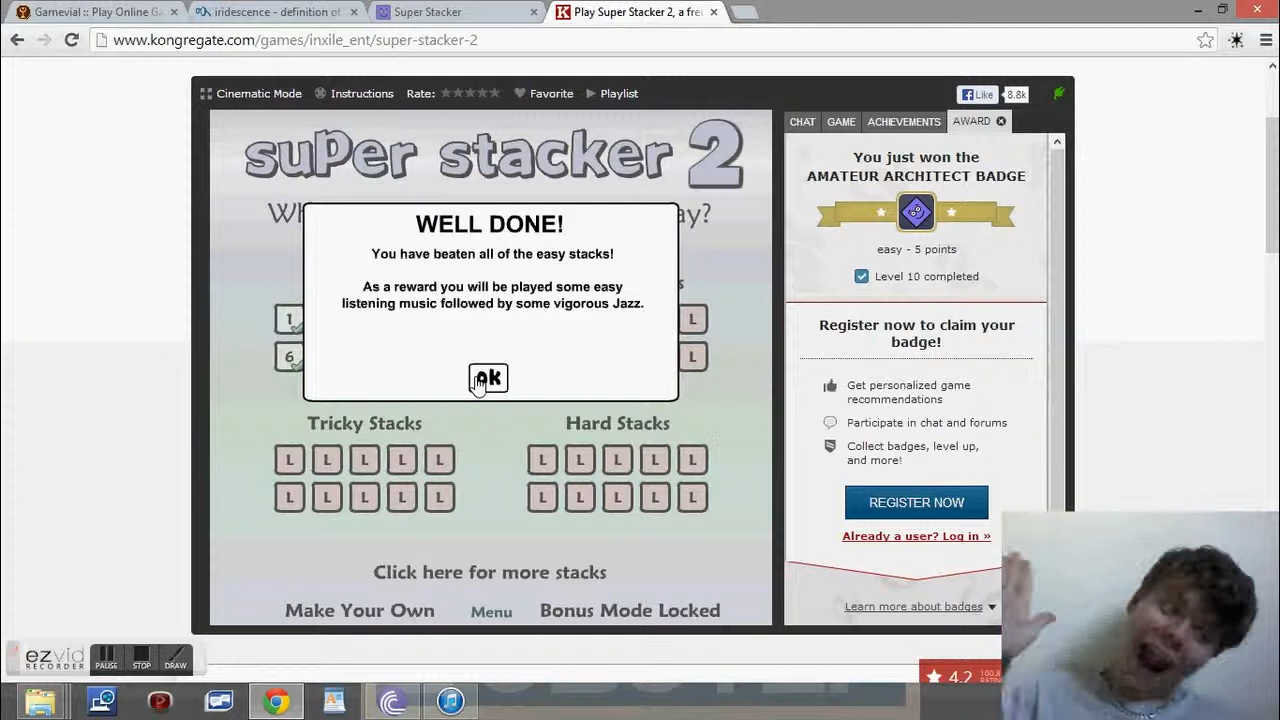 Gamevial :: Play Online Ga
iridescence - definition of
Super Stacker
Play Super Stacker 2, a fre
www.kongregate.com/games/inxile_ent/super-stacker-2
Cinematic Mode Instructions Rate: Favorite Playlist
Like 8.8k
super stacker 2
CHAT GAME ACHIEVEMENTS AWARD
You just won the
AMATEUR ARCHITECT BADGE
easy - 5 points
Level 10 completed
Register now to claim your
badge!
Get personalized game
recommendations
Participate in chat and forums
Collect badges, level up,
and more!
REGISTER NOW
Already a user? Log in »
Learn more about badges
WELL DONE!
You have beaten all of the easy stacks!
As a reward you will be played some easy
listening music followed by some vigorous Jazz.
ok
1 L
6 L
Tricky Stacks Hard Stacks
L L L L L L L L L L
L L L L L L L L L L
Click here for more stacks
Make Your Own Menu Bonus Mode Locked
ezvid
RECORDER
PAUSE STOP DRAW
4.2